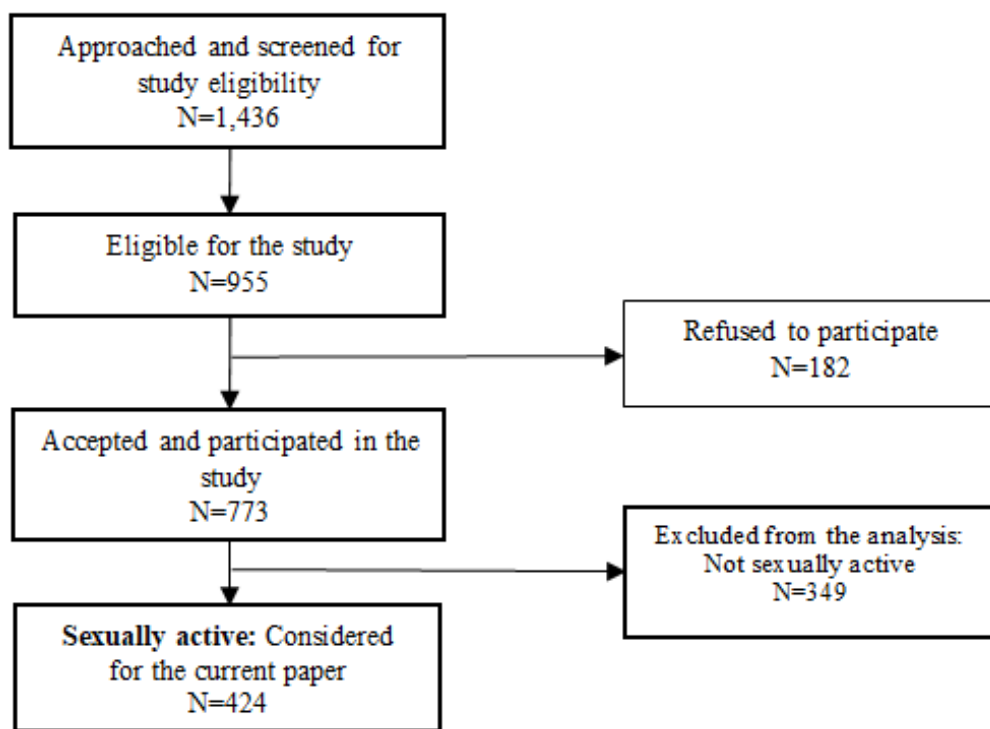 Approached and screened for
study eligibility
N=1,436
Eligible for the study
N=955
Refused to participate
N=182
Accepted and participated in the
study
N=773
Excluded from the analysis:
Not sexually active
N=349
Sexually active: Considered
for the current paper
N=424